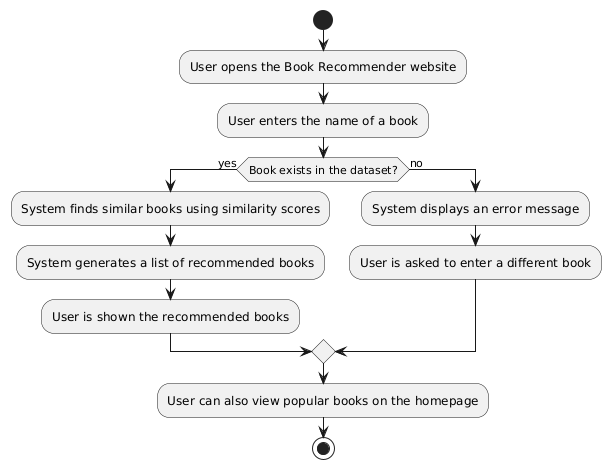 User opens the Book Recommender website
User enters the name of a book
yes
Book exists in the dataset?
no
System finds similar books using similarity scores
System displays an error message
System generates a list of recommended books
User is asked to enter a different book
User is shown the recommended books
User can also view popular books on the homepage